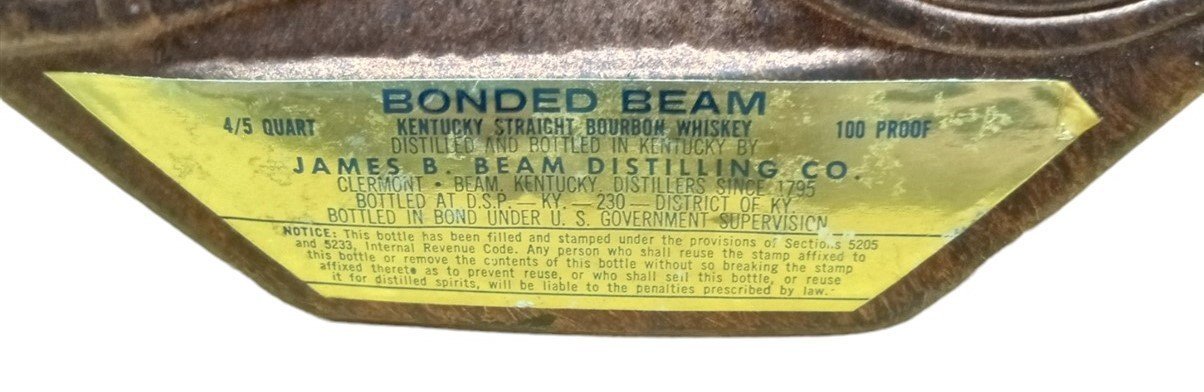 BONDED BEAM
4/5 QUART KENTUCKY STRAIGHT BOURBON WHISKEY 100 PROOF
DISTILLED AND BOTTLED IN KENTUCKY BY
JAMES B. BEAM DISTILLING CO.
CLERMONT • BEAM, KENTUCKY, DISTILLERS SINCE 1795
BOTTLED AT D.S.P. — KY. — 230 — DISTRICT OF KY.
BOTTLED IN BOND UNDER U. S. GOVERNMENT SUPERVISION
NOTICE: This bottle has been filled and stamped under the provisions of Sections 5205
and 5233, Internal Revenue Code. Any person who shall reuse the stamp affixed to
this bottle or remove the contents of this bottle without so breaking the stamp
affixed thereto as to prevent reuse, or who shall sell this bottle, or reuse
it for distilled spirits, will be liable to the penalties prescribed by law.